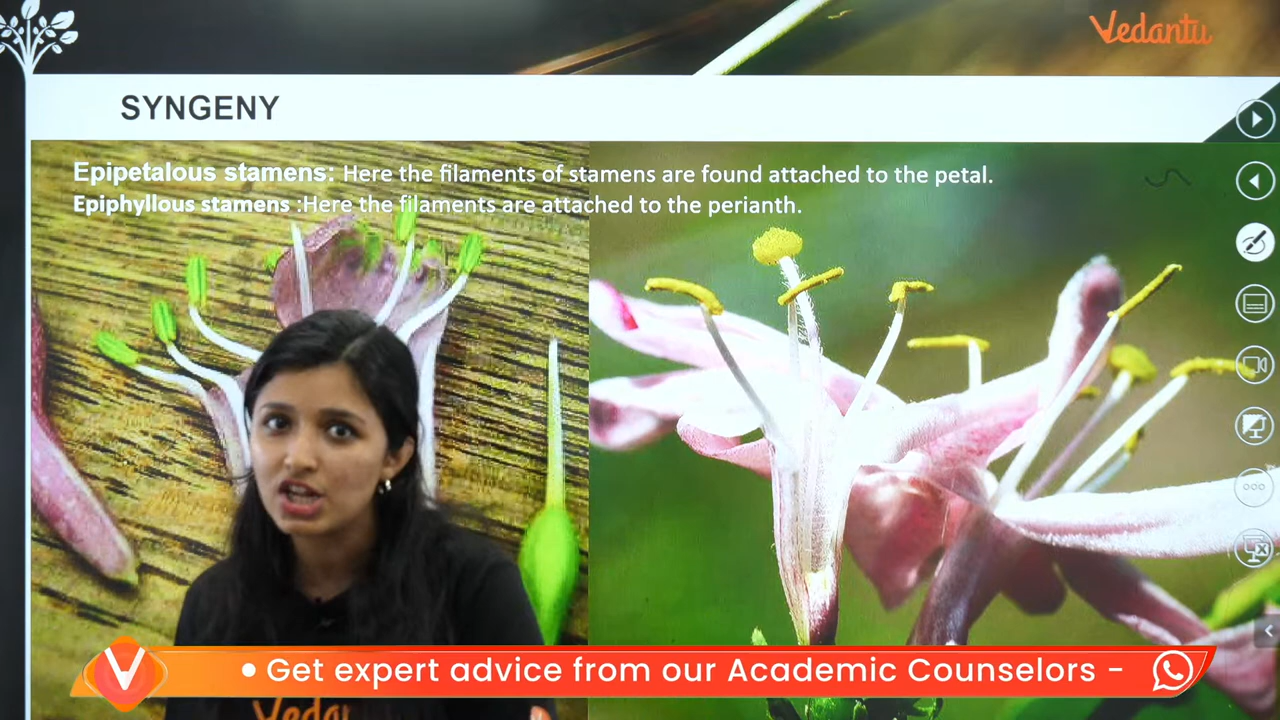 Vedantu
SYNGENY
Epipetalous stamens: Here the filaments of stamens are found attached to the petal.
Epiphyllous stamens :Here the filaments are attached to the perianth.
• Get expert advice from our Academic Counselors -